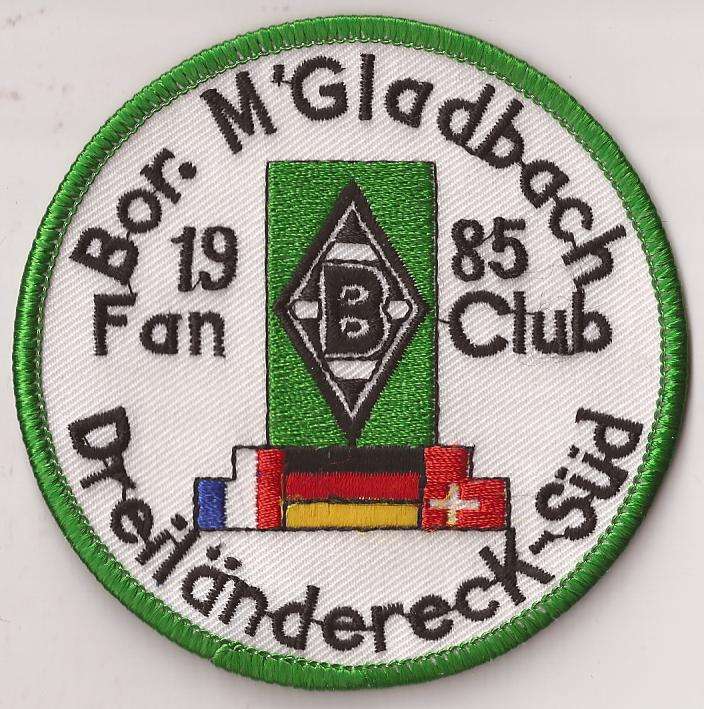 Bor. M'Gladbach
19 85
Fan Club
B
Dreiländereck-Süd